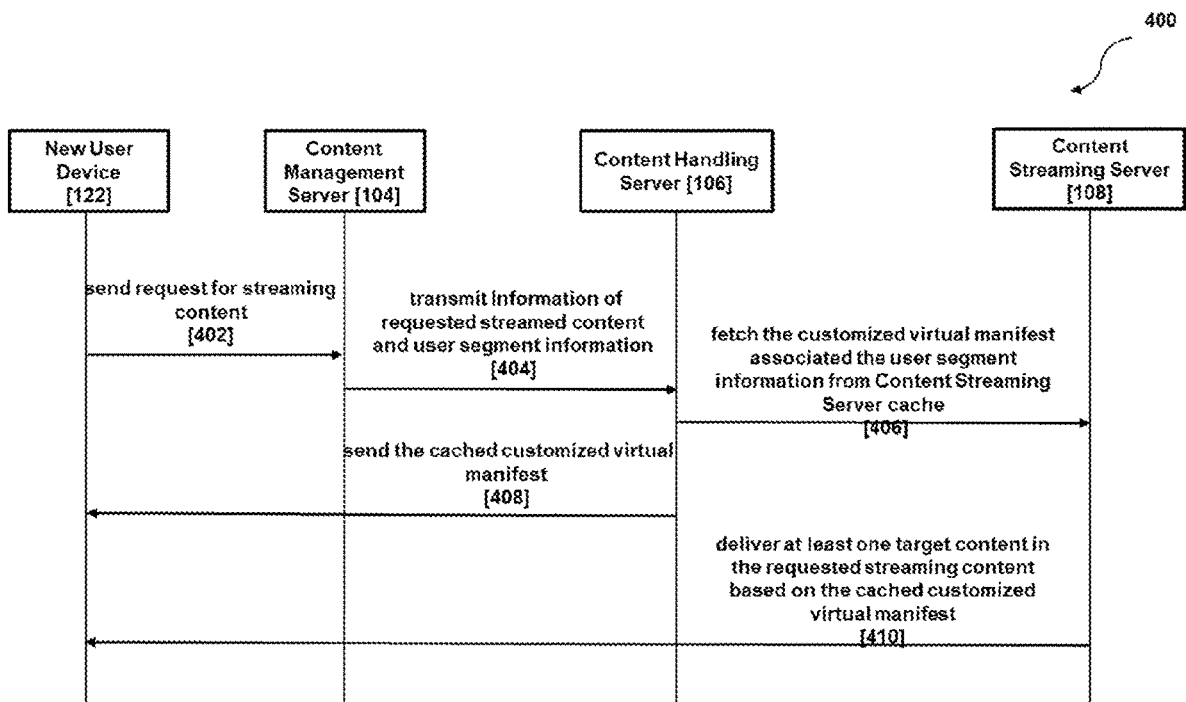 400
New User
Device
[122]
Content
Management
Server [104]
Content Handling
Server [106]
Content
Streaming Server
[108]
send request for streaming
content
[402]
transmit Information of
requested streamed content
and user segment information
[404]
fetch the customized virtual manifest
associated the user segment
information from Content Streaming
Server cache
[406]
send the cached customized virtual
manifest
[408]
deliver at least one target content in
the requested streaming content
based on the cached customized
virtual manifest
[410]